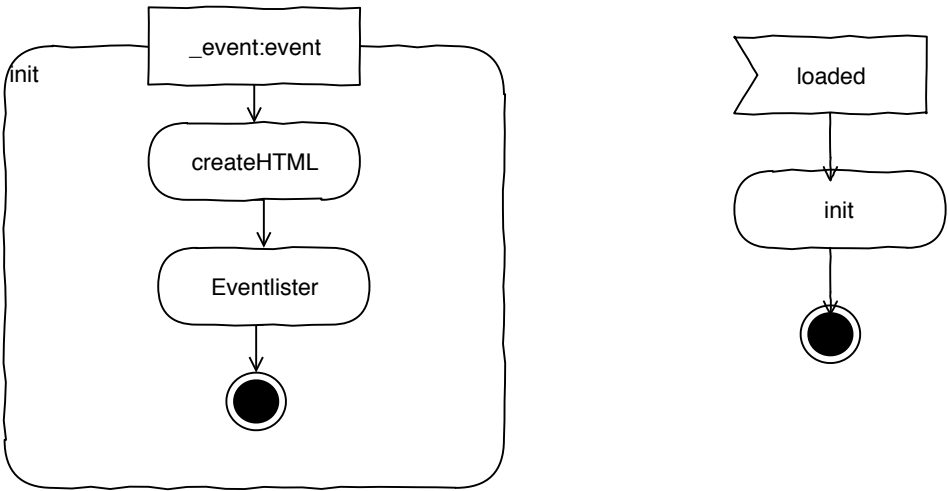 _event:event
init
createHTML
Eventlister
loaded
init